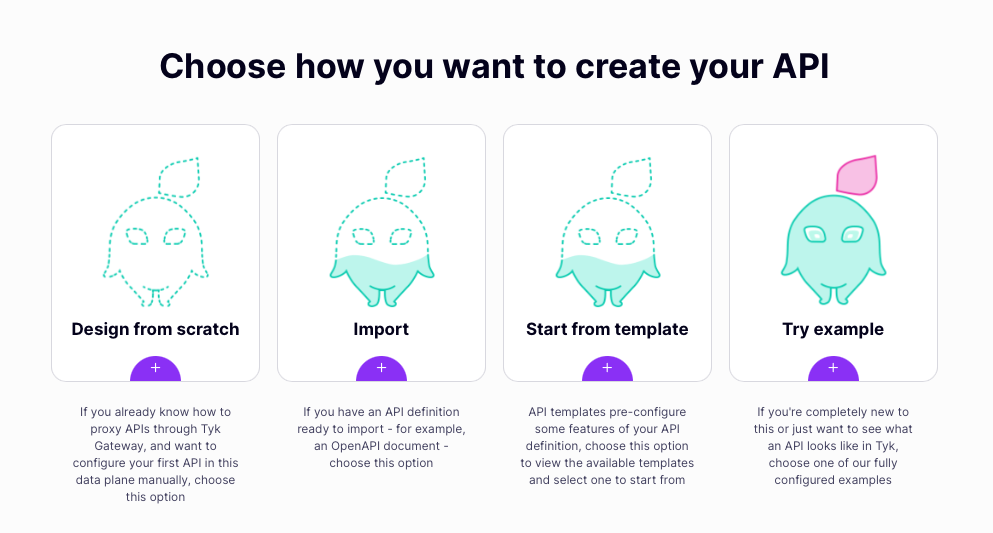 Choose how you want to create your API
Design from scratch
+
If you already know how to
proxy APIs through Tyk
Gateway, and want to
configure your first API in this
data plane manually, choose
this option
Import
+
If you have an API definition
ready to import - for example,
an OpenAPI document -
choose this option
Start from template
+
API templates pre-configure
some features of your API
definition, choose this option
to view the available templates
and select one to start from
Try example
+
If you're completely new to
this or just want to see what
an API looks like in Tyk,
choose one of our fully
configured examples